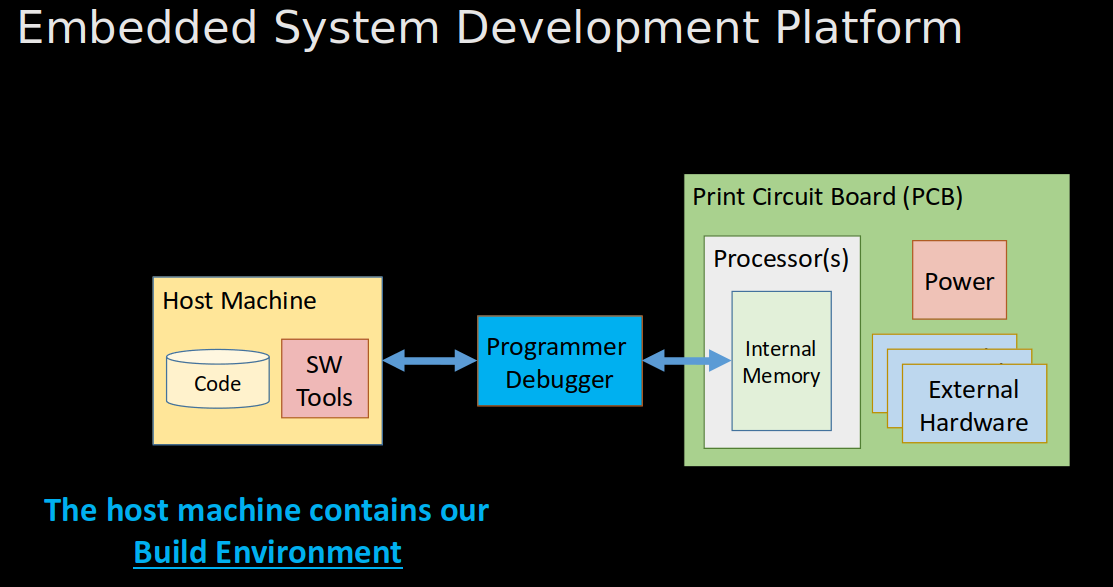 Embedded System Development Platform
Print Circuit Board (PCB)
Processor(s)
Power
Host Machine
Internal
Memory
Programmer
Debugger
SW
Tools
Code
External
Hardware
The host machine contains our
Build Environment